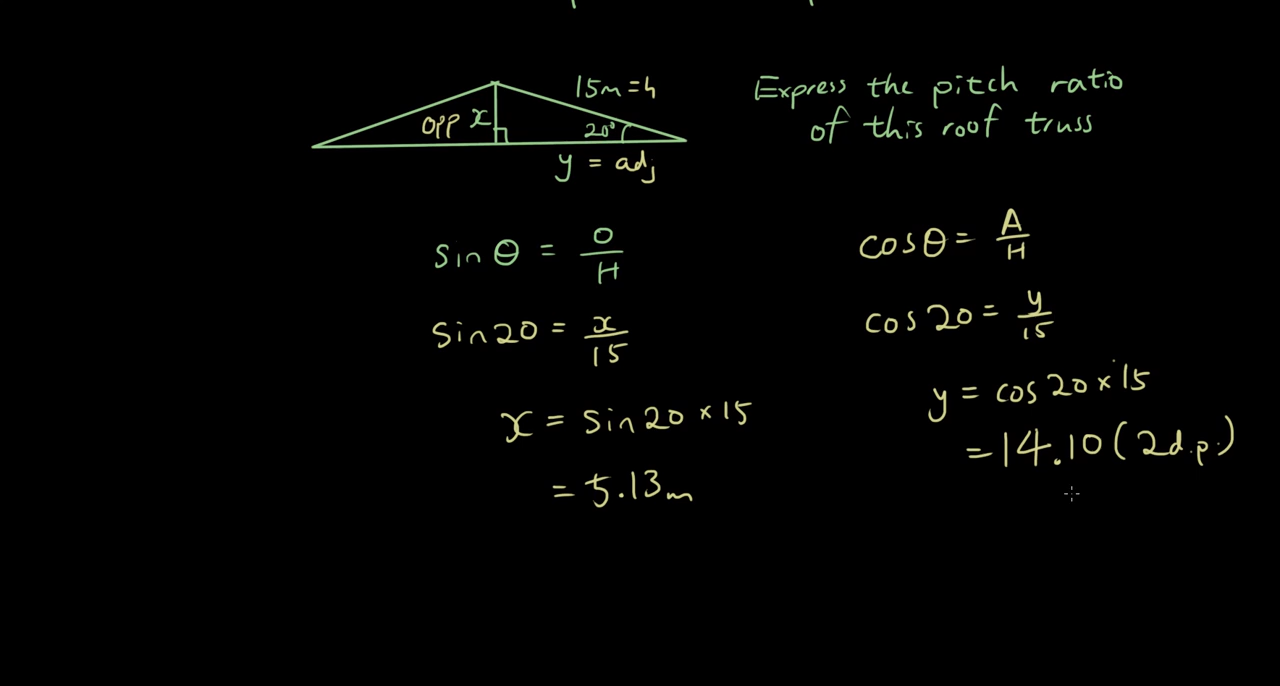 15m=h
Express the pitch ratio
of this roof truss
opp x
20°
y = adj
sin θ = O/H
cos θ = A/H
sin 20 = x/15
cos 20 = y/15
x = sin 20 × 15
= 5.13m
y = cos 20 × 15
= 14.10 (2d.p.)